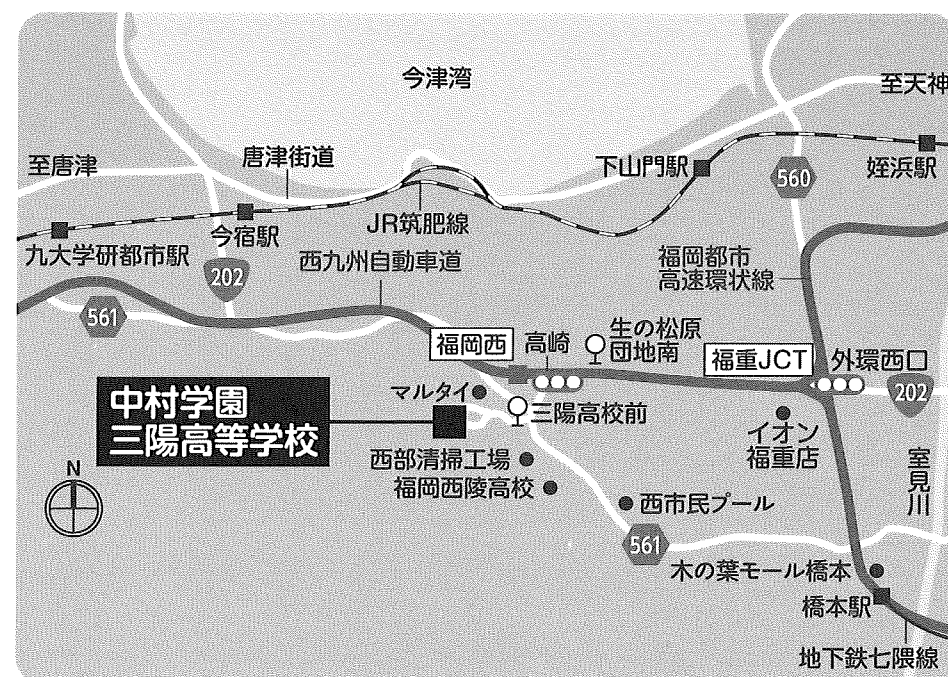 今津湾
至天神
至唐津
唐津街道
下山門駅
560
姪浜駅
今宿駅
JR筑肥線
九大学研都市駅
202
西九州自動車道
福岡都市
高速環状線
561
福岡西
高崎
生の松原
団地南
福重JCT
外環西口
202
マルタイ
中村学園
三陽高等学校
三陽高校前
イオン
福重店
西部清掃工場
室見川
N
福岡西陵高校
西市民プール
561
木の葉モール橋本
橋本駅
地下鉄七隈線